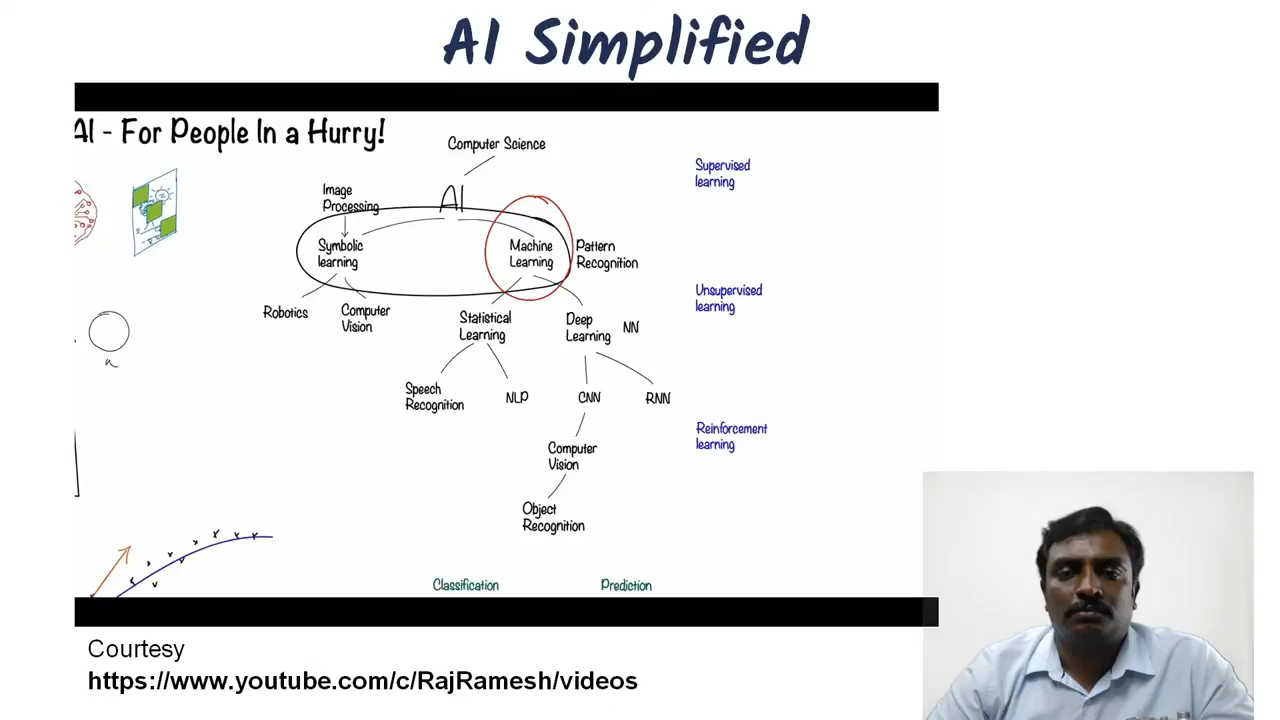 AI Simplified
AI - For People In a Hurry!
Computer Science
AI
Image
Processing
Symbolic
learning
Machine
Learning
Pattern
Recognition
Robotics
Computer
Vision
Statistical
Learning
Deep
Learning
NN
Speech
Recognition
NLP
CNN
RNN
Computer
Vision
Object
Recognition
Supervised
learning
Unsupervised
learning
Reinforcement
learning
Classification
Prediction
Courtesy
https://www.youtube.com/c/RajRamesh/videos